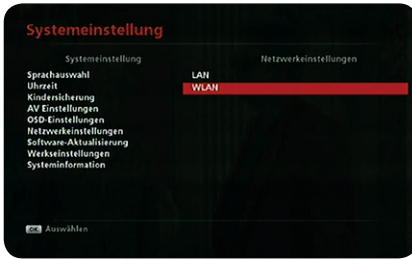 Systemeinstellung
Systemeinstellung
Netzwerkeinstellungen
Sprachauswahl
Uhrzeit
Kindersicherung
AV Einstellungen
OSD-Einstellungen
Netzwerkeinstellungen
Software-Aktualisierung
Werkseinstellungen
Systeminformation
LAN
WLAN
OK Auswählen